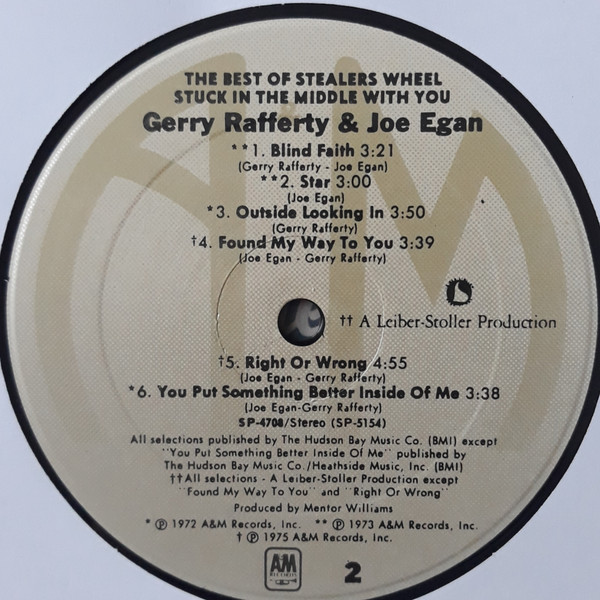 THE BEST OF STEALERS WHEEL
STUCK IN THE MIDDLE WITH YOU
Gerry Rafferty & Joe Egan
**1. Blind Faith 3:21
(Gerry Rafferty - Joe Egan)
**2. Star 3:00
(Joe Egan)
*3. Outside Looking In 3:50
(Gerry Rafferty)
†4. Found My Way To You 3:39
(Joe Egan - Gerry Rafferty)
†† A Leiber-Stoller Production
†5. Right Or Wrong 4:55
(Joe Egan - Gerry Rafferty)
*6. You Put Something Better Inside Of Me 3:38
(Joe Egan-Gerry Rafferty)
SP-4708/Stereo (SP-5154)
All selections published by The Hudson Bay Music Co. (BMI) except
"You Put Something Better Inside Of Me" published by
The Hudson Bay Music Co./Heathside Music, Inc. (BMI)
††All selections - A Leiber-Stoller Production except
"Found My Way To You" and "Right Or Wrong"
Produced by Mentor Williams
* ℗ 1972 A&M Records, Inc. ** ℗ 1973 A&M Records, Inc.
† ℗ 1975 A&M Records, Inc.
AM
RECORDS
2